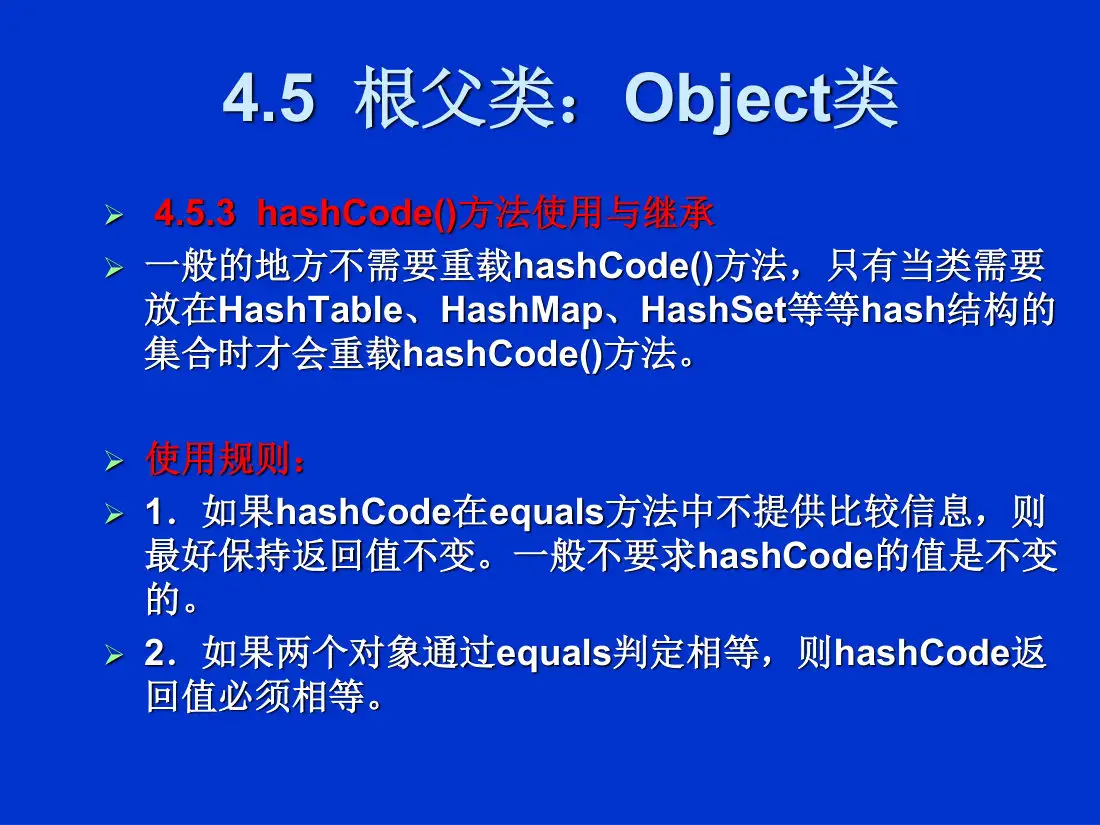 4.5 根父类：Object类
4.5.3 hashCode()方法使用与继承
一般的地方不需要重载hashCode()方法，只有当类需要
放在HashTable、HashMap、HashSet等等hash结构的
集合时才会重载hashCode()方法。
使用规则：
1．如果hashCode在equals方法中不提供比较信息，则
最好保持返回值不变。一般不要求hashCode的值是不变
的。
2．如果两个对象通过equals判定相等，则hashCode返
回值必须相等。